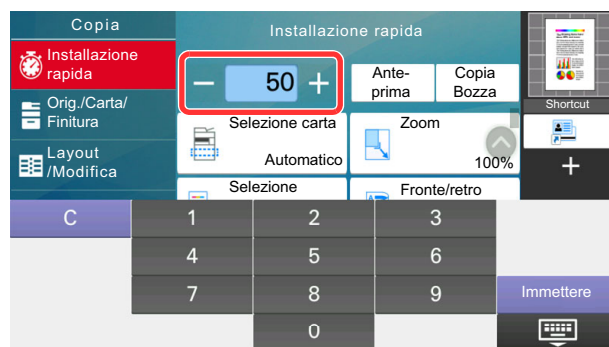 Copia
Installazione
rapida
Orig./Carta/
Finitura
Layout
/Modifica
Installazione rapida
− 50 +
Ante-
prima
Copia
Bozza
Selezione carta
Automatico
Zoom
100%
Selezione
Fronte/retro
Shortcut
+
C 1 2 3
4 5 6
7 8 9 Immettere
0